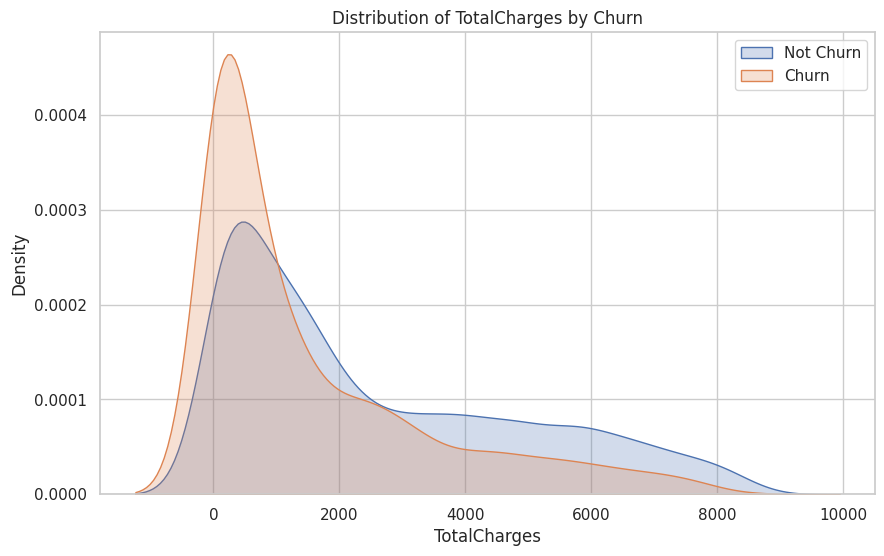 Distribution of TotalCharges by Churn
Not Churn
Churn
Density
0.0004
0.0003
0.0002
0.0001
0.0000
0 2000 4000 6000 8000 10000
TotalCharges